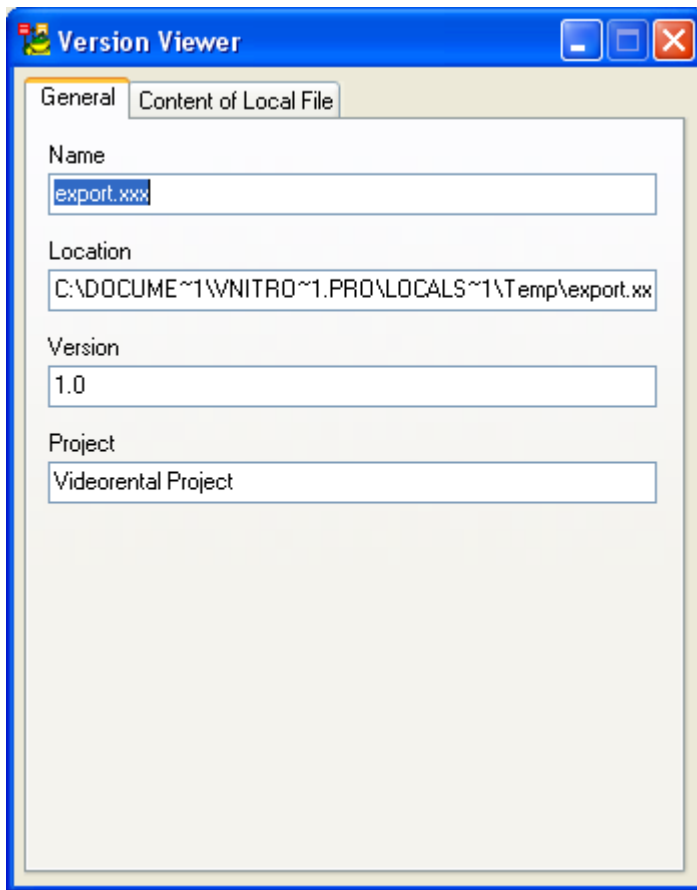 Version Viewer
General
Content of Local File
Name
export.xxx
Location
C:\DOCUME~1\VNITRO~1.PRO\LOCALS~1\Temp\export.xx
Version
1.0
Project
Videorental Project